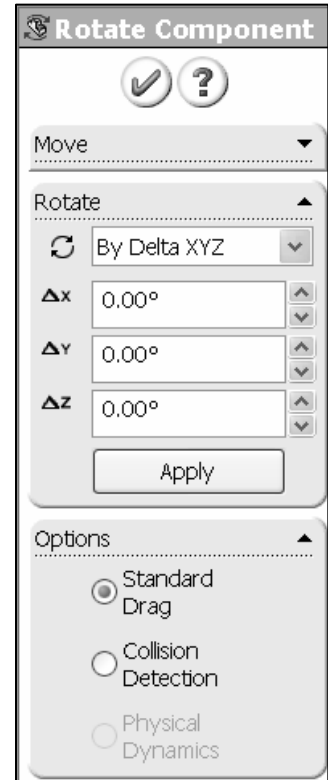 Rotate Component
?
Move
Rotate
By Delta XYZ
ΔX 0.00°
ΔY 0.00°
ΔZ 0.00°
Apply
Options
Standard
Drag
Collision
Detection
Physical
Dynamics